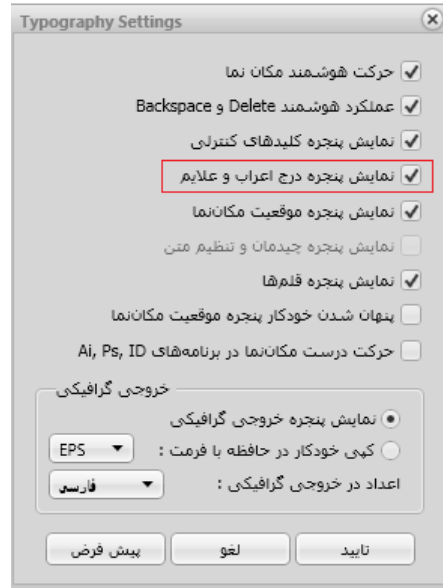 Typography Settings
حرکت هوشمند مکان نما
عملکرد هوشمند Delete و Backspace
نمایش پنجره کلیدهای کنترلی
نمایش پنجره درج اعراب و علایم
نمایش پنجره موقعیت مکان‌نما
نمایش پنجره چیدمان و تنظیم متن
نمایش پنجره قلم‌ها
پنهان شدن خودکار پنجره موقعیت مکان‌نما
حرکت درست مکان‌نما در برنامه‌های Ai, Ps, ID
خروجی گرافیکی
نمایش پنجره خروجی گرافیکی
کپی خودکار در حافظه با فرمت : EPS
اعداد در خروجی گرافیکی : فارسی
تایید لغو پیش فرض